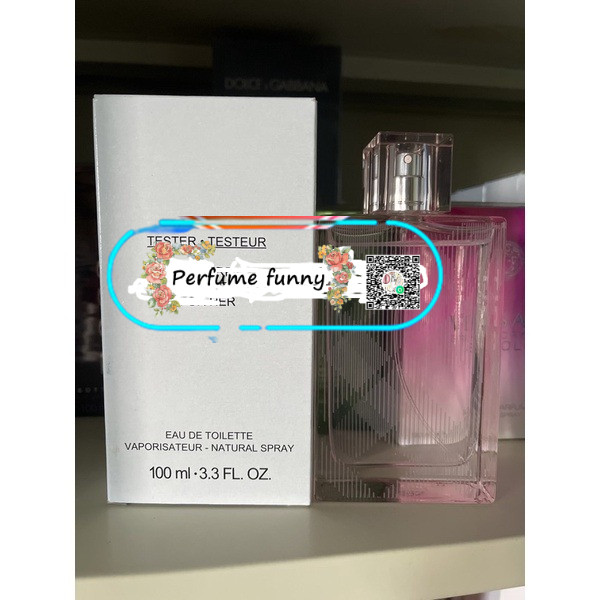 DOLCE & GABBANA
TESTER • TESTEUR
Perfume funny
EAU DE TOILETTE
VAPORISATEUR - NATURAL SPRAY
100 ml • 3.3 FL. OZ.